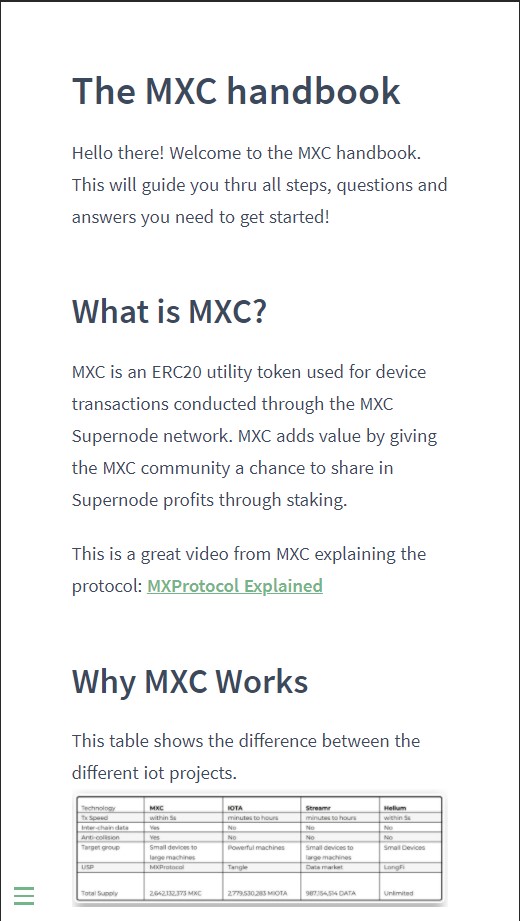 The MXC handbook
Hello there! Welcome to the MXC handbook.
This will guide you thru all steps, questions and
answers you need to get started!
What is MXC?
MXC is an ERC20 utility token used for device
transactions conducted through the MXC
Supernode network. MXC adds value by giving
the MXC community a chance to share in
Supernode profits through staking.
This is a great video from MXC explaining the
protocol: MXProtocol Explained
Why MXC Works
This table shows the difference between the
different iot projects.
Technology MXC IOTA Streamr Helium
Tx Speed within 5s minutes to hours minutes to hours within 5s
Inter-chain data Yes No No No
Anti-collision Yes No No No
Target group Small devices to Powerful machines Small devices to Small Devices
large machines large machines
USP MXProtocol Tangle Data market LongFi
Total Supply 2,642,132,373 MXC 2,779,530,283 MIOTA 987,154,514 DATA Unlimited